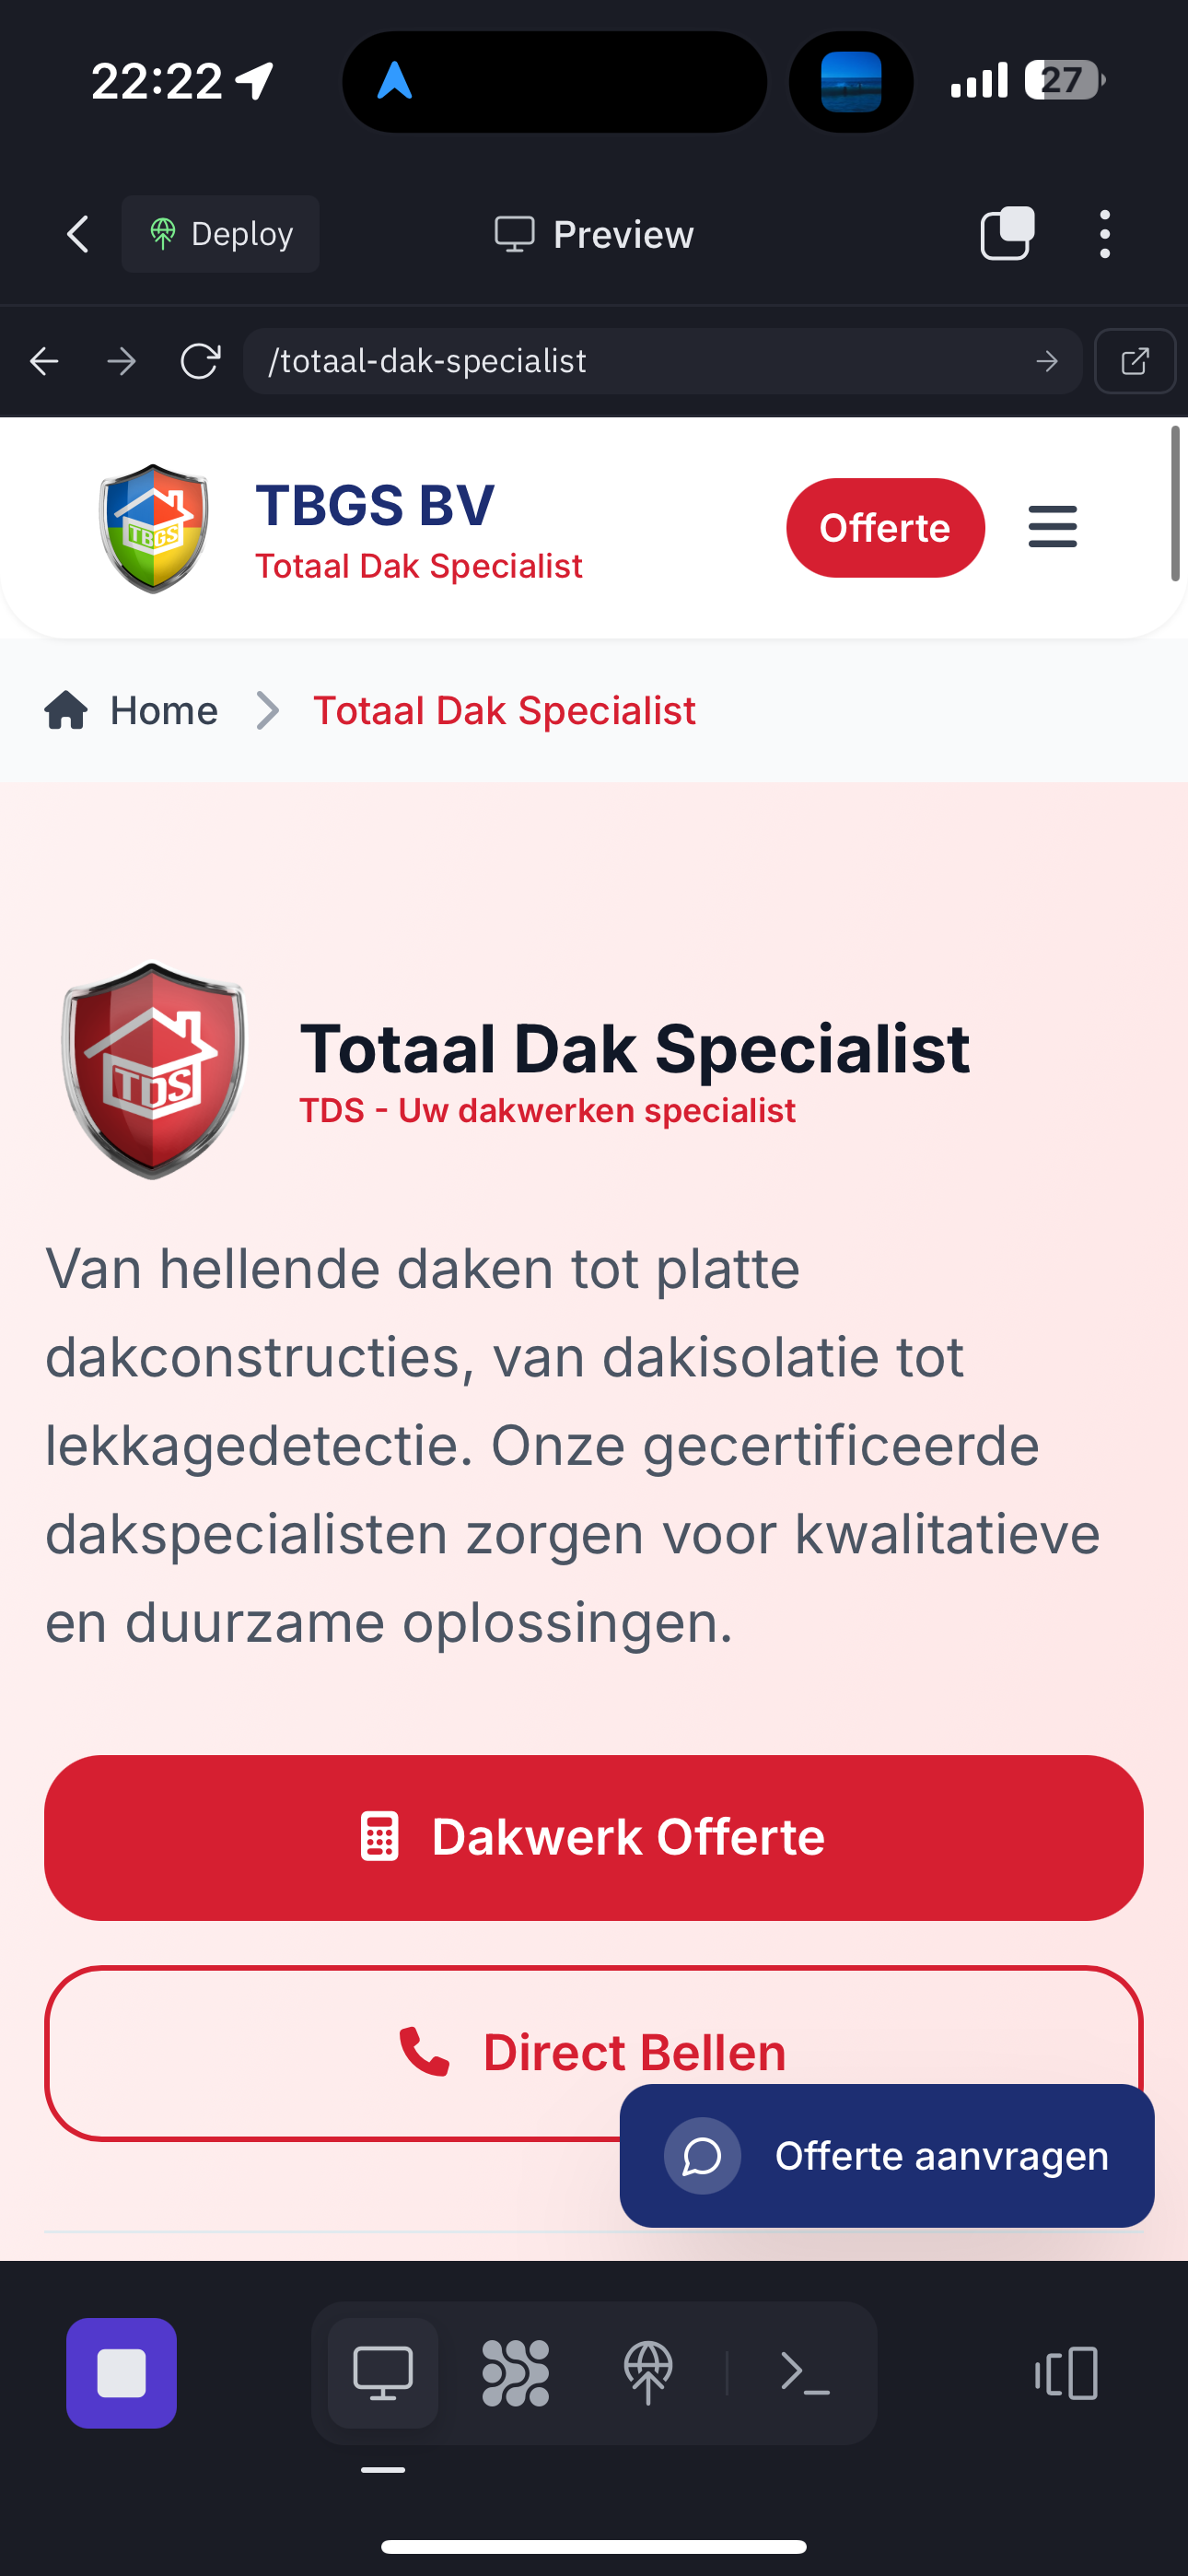 22:22
27
Deploy
Preview
/totaal-dak-specialist
TBGS
TBGS BV
Totaal Dak Specialist
Offerte
Home
Totaal Dak Specialist
TDS
Totaal Dak Specialist
TDS - Uw dakwerken specialist
Van hellende daken tot platte
dakconstructies, van dakisolatie tot
lekkagedetectie. Onze gecertificeerde
dakspecialisten zorgen voor kwalitatieve
en duurzame oplossingen.
Dakwerk Offerte
Direct Bellen
Offerte aanvragen